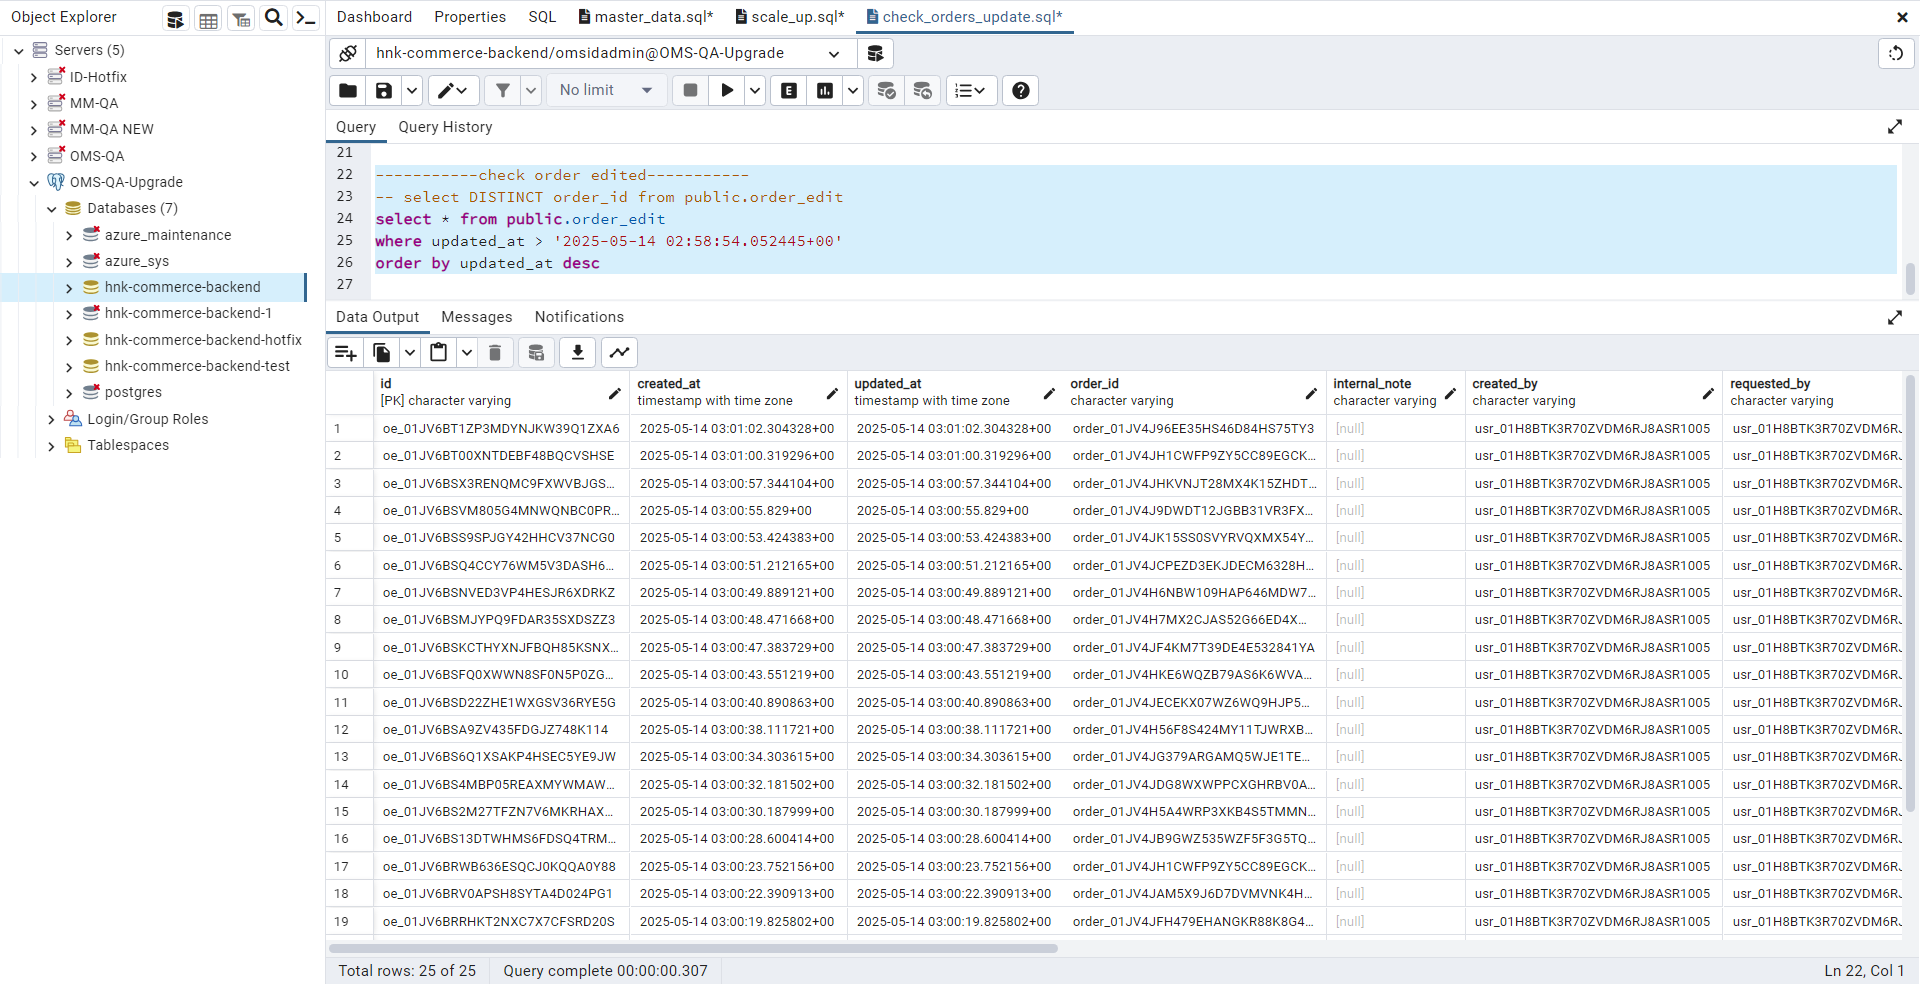 Object Explorer
Dashboard Properties SQL master_data.sql* scale_up.sql* check_orders_update.sql*
Servers (5)
ID-Hotfix
MM-QA
MM-QA NEW
OMS-QA
OMS-QA-Upgrade
Databases (7)
azure_maintenance
azure_sys
hnk-commerce-backend
hnk-commerce-backend-1
hnk-commerce-backend-hotfix
hnk-commerce-backend-test
postgres
Login/Group Roles
Tablespaces
hnk-commerce-backend/omsidadmin@OMS-QA-Upgrade
No limit E
Query Query History
21
22 -----------check order edited-----------
23 -- select DISTINCT order_id from public.order_edit
24 select * from public.order_edit
25 where updated_at > '2025-05-14 02:58:54.052445+00'
26 order by updated_at desc
27
Data Output Messages Notifications
id created_at updated_at order_id internal_note created_by requested_by
[PK] character varying timestamp with time zone timestamp with time zone character varying character varying character varying character varying
1 oe_01JV6BT1ZP3MDYNJKW39Q1ZXA6 2025-05-14 03:01:02.304328+00 2025-05-14 03:01:02.304328+00 order_01JV4J96EE35HS46D84HS75TY3 [null] usr_01H8BTK3R70ZVDM6RJ8ASR1005 usr_01H8BTK3R70ZVDM6RJ
2 oe_01JV6BT00XNTDEBF48BQCVSHSE 2025-05-14 03:01:00.319296+00 2025-05-14 03:01:00.319296+00 order_01JV4JH1CWFP9ZY5CC89EGCK... [null] usr_01H8BTK3R70ZVDM6RJ8ASR1005 usr_01H8BTK3R70ZVDM6RJ
3 oe_01JV6BSX3RENQMC9FXWVBJGS... 2025-05-14 03:00:57.344104+00 2025-05-14 03:00:57.344104+00 order_01JV4JHKVNJT28MX4K15ZHDT... [null] usr_01H8BTK3R70ZVDM6RJ8ASR1005 usr_01H8BTK3R70ZVDM6RJ
4 oe_01JV6BSVM805G4MNWQNBC0PR... 2025-05-14 03:00:55.829+00 2025-05-14 03:00:55.829+00 order_01JV4J9DWDT12JGBB31VR3FX... [null] usr_01H8BTK3R70ZVDM6RJ8ASR1005 usr_01H8BTK3R70ZVDM6RJ
5 oe_01JV6BSS9SPJGY42HHCV37NCG0 2025-05-14 03:00:53.424383+00 2025-05-14 03:00:53.424383+00 order_01JV4JK15SS0SVYRVQXMX54Y... [null] usr_01H8BTK3R70ZVDM6RJ8ASR1005 usr_01H8BTK3R70ZVDM6RJ
6 oe_01JV6BSQ4CCY76WM5V3DASH6... 2025-05-14 03:00:51.212165+00 2025-05-14 03:00:51.212165+00 order_01JV4JCPEZD3EKJDECM6328H... [null] usr_01H8BTK3R70ZVDM6RJ8ASR1005 usr_01H8BTK3R70ZVDM6RJ
7 oe_01JV6BSNVED3VP4HESJR6XDRKZ 2025-05-14 03:00:49.889121+00 2025-05-14 03:00:49.889121+00 order_01JV4H6NBW109HAP646MDW7... [null] usr_01H8BTK3R70ZVDM6RJ8ASR1005 usr_01H8BTK3R70ZVDM6RJ
8 oe_01JV6BSMJYPQ9FDAR35SXDSZZ3 2025-05-14 03:00:48.471668+00 2025-05-14 03:00:48.471668+00 order_01JV4H7MX2CJAS52G66ED4X... [null] usr_01H8BTK3R70ZVDM6RJ8ASR1005 usr_01H8BTK3R70ZVDM6RJ
9 oe_01JV6BSKCTHYXNJFBQH85KSNX... 2025-05-14 03:00:47.383729+00 2025-05-14 03:00:47.383729+00 order_01JV4JF4KM7T39DE4E532841YA [null] usr_01H8BTK3R70ZVDM6RJ8ASR1005 usr_01H8BTK3R70ZVDM6RJ
10 oe_01JV6BSFQ0XWWN8SF0N5P0ZG... 2025-05-14 03:00:43.551219+00 2025-05-14 03:00:43.551219+00 order_01JV4HKE6WQZB79AS6K6WVA... [null] usr_01H8BTK3R70ZVDM6RJ8ASR1005 usr_01H8BTK3R70ZVDM6RJ
11 oe_01JV6BSD22ZHE1WXGSV36RYE5G 2025-05-14 03:00:40.890863+00 2025-05-14 03:00:40.890863+00 order_01JV4JECEKX07WZ6WQ9HJP5... [null] usr_01H8BTK3R70ZVDM6RJ8ASR1005 usr_01H8BTK3R70ZVDM6RJ
12 oe_01JV6BSA9ZV435FDGJZ748K114 2025-05-14 03:00:38.111721+00 2025-05-14 03:00:38.111721+00 order_01JV4H56F8S424MY11TJWRXB... [null] usr_01H8BTK3R70ZVDM6RJ8ASR1005 usr_01H8BTK3R70ZVDM6RJ
13 oe_01JV6BS6Q1XSAKP4HSEC5YE9JW 2025-05-14 03:00:34.303615+00 2025-05-14 03:00:34.303615+00 order_01JV4JG379ARGAMQ5WJE1TE... [null] usr_01H8BTK3R70ZVDM6RJ8ASR1005 usr_01H8BTK3R70ZVDM6RJ
14 oe_01JV6BS4MBP05REAXMYWMAW... 2025-05-14 03:00:32.181502+00 2025-05-14 03:00:32.181502+00 order_01JV4JDG8WXWPPCXGHRBV0A... [null] usr_01H8BTK3R70ZVDM6RJ8ASR1005 usr_01H8BTK3R70ZVDM6RJ
15 oe_01JV6BS2M27TFZN7V6MKRHAX... 2025-05-14 03:00:30.187999+00 2025-05-14 03:00:30.187999+00 order_01JV4H5A4WRP3XKB4S5TMMN... [null] usr_01H8BTK3R70ZVDM6RJ8ASR1005 usr_01H8BTK3R70ZVDM6RJ
16 oe_01JV6BS13DTWHMS6FDSQ4TRM... 2025-05-14 03:00:28.600414+00 2025-05-14 03:00:28.600414+00 order_01JV4JB9GWZ535WZF5F3G5TQ... [null] usr_01H8BTK3R70ZVDM6RJ8ASR1005 usr_01H8BTK3R70ZVDM6RJ
17 oe_01JV6BRWB636ESQCJ0KQQA0Y88 2025-05-14 03:00:23.752156+00 2025-05-14 03:00:23.752156+00 order_01JV4JH1CWFP9ZY5CC89EGCK... [null] usr_01H8BTK3R70ZVDM6RJ8ASR1005 usr_01H8BTK3R70ZVDM6RJ
18 oe_01JV6BRV0APSH8SYTA4D024PG1 2025-05-14 03:00:22.390913+00 2025-05-14 03:00:22.390913+00 order_01JV4JAM5X9J6D7DVMVNK4H... [null] usr_01H8BTK3R70ZVDM6RJ8ASR1005 usr_01H8BTK3R70ZVDM6RJ
19 oe_01JV6BRRHKT2NXC7X7CFSRD20S 2025-05-14 03:00:19.825802+00 2025-05-14 03:00:19.825802+00 order_01JV4JFH479EHANGKR88K8G4... [null] usr_01H8BTK3R70ZVDM6RJ8ASR1005 usr_01H8BTK3R70ZVDM6RJ
Total rows: 25 of 25 Query complete 00:00:00.307 Ln 22, Col 1